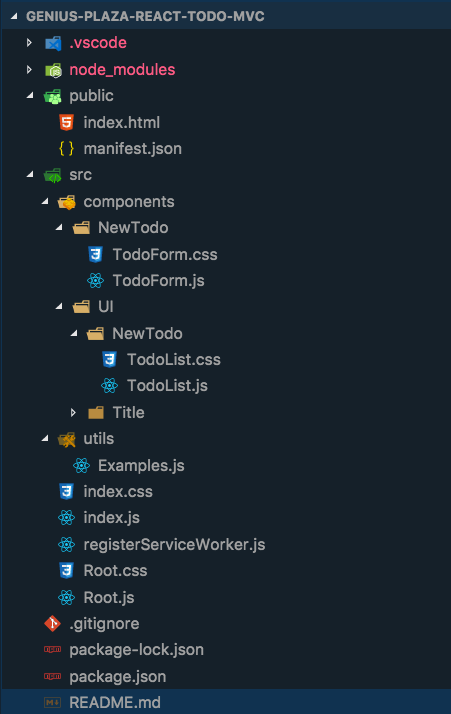 GENIUS-PLAZA-REACT-TODO-MVC
.vscode
node_modules
public
index.html
{ } manifest.json
src
components
NewTodo
TodoForm.css
TodoForm.js
UI
NewTodo
TodoList.css
TodoList.js
Title
utils
Examples.js
index.css
index.js
registerServiceWorker.js
Root.css
Root.js
.gitignore
package-lock.json
package.json
README.md